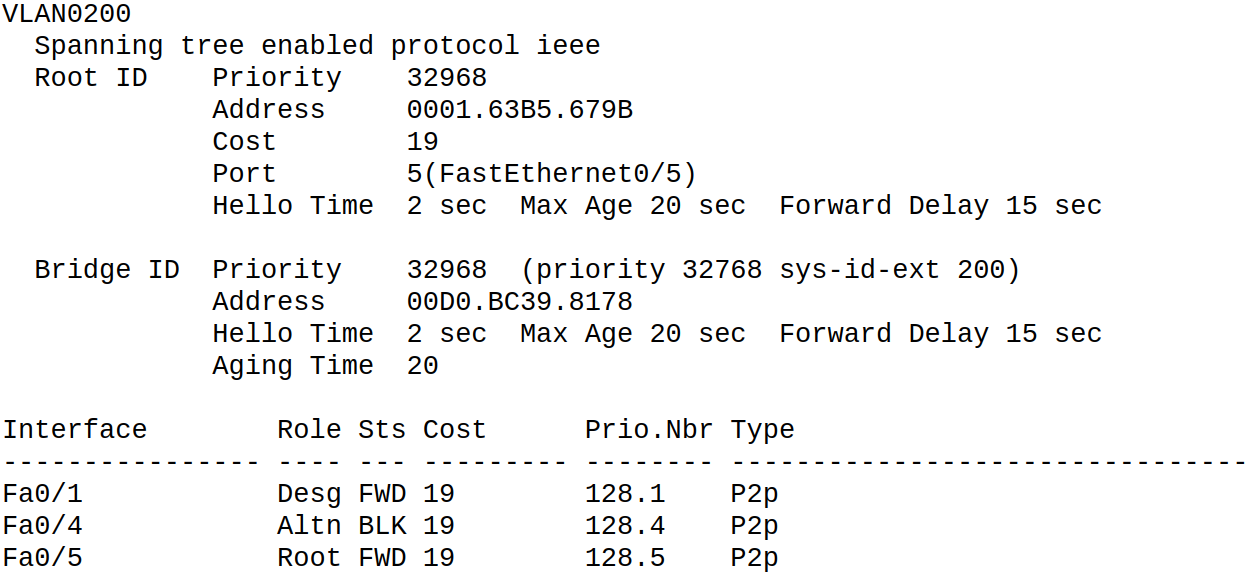 VLAN0200
  Spanning tree enabled protocol ieee
  Root ID    Priority    32968
             Address     0001.63B5.679B
             Cost        19
             Port        5(FastEthernet0/5)
             Hello Time  2 sec  Max Age 20 sec  Forward Delay 15 sec

  Bridge ID  Priority    32968  (priority 32768 sys-id-ext 200)
             Address     00D0.BC39.8178
             Hello Time  2 sec  Max Age 20 sec  Forward Delay 15 sec
             Aging Time  20

Interface        Role Sts Cost      Prio.Nbr Type
---------------- ---- --- --------- -------- --------------------------------
Fa0/1            Desg FWD 19        128.1    P2p
Fa0/4            Altn BLK 19        128.4    P2p
Fa0/5            Root FWD 19        128.5    P2p